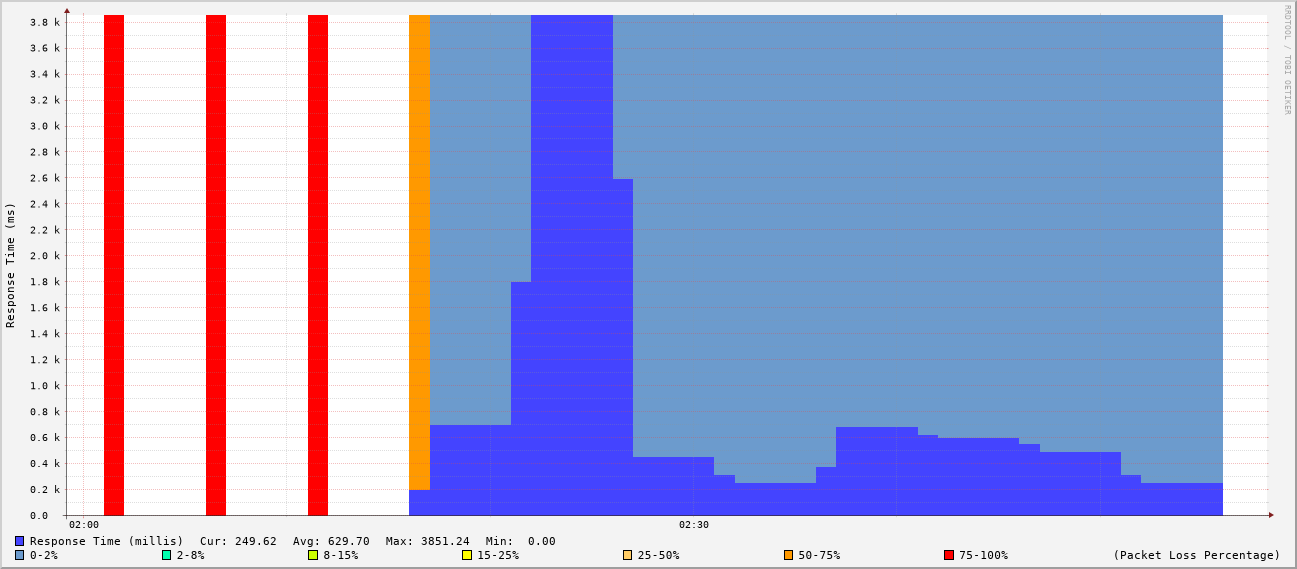 RRDTOOL / TOBI OETIKER
Response Time (ms)
3.8 k
3.6 k
3.4 k
3.2 k
3.0 k
2.8 k
2.6 k
2.4 k
2.2 k
2.0 k
1.8 k
1.6 k
1.4 k
1.2 k
1.0 k
0.8 k
0.6 k
0.4 k
0.2 k
0.0
02:00 02:30
Response Time (millis) Cur: 249.62 Avg: 629.70 Max: 3851.24 Min: 0.00
0-2% 2-8% 8-15% 15-25% 25-50% 50-75% 75-100% (Packet Loss Percentage)